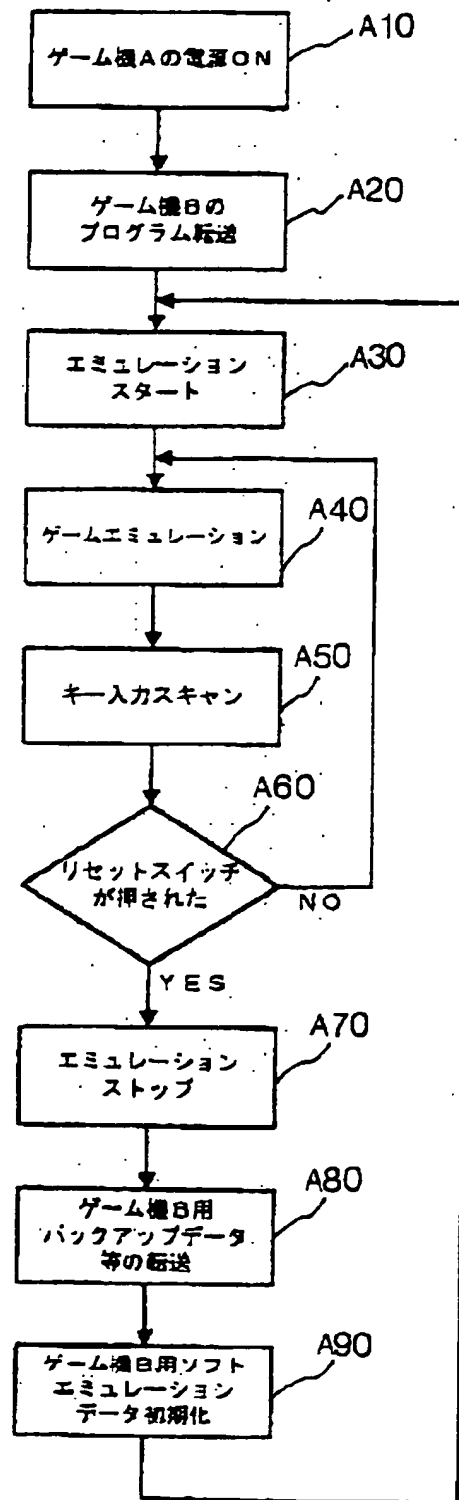 A10
ゲーム機Aの電源ON
A20
ゲーム機Bの
プログラム転送
A30
エミュレーション
スタート
A40
ゲームエミュレーション
A50
キー入力スキャン
A60
リセットスイッチ
が押された
NO
YES
A70
エミュレーション
ストップ
A80
ゲーム機B用
バックアップデータ
等の転送
A90
ゲーム機B用ソフト
エミュレーション
データ初期化